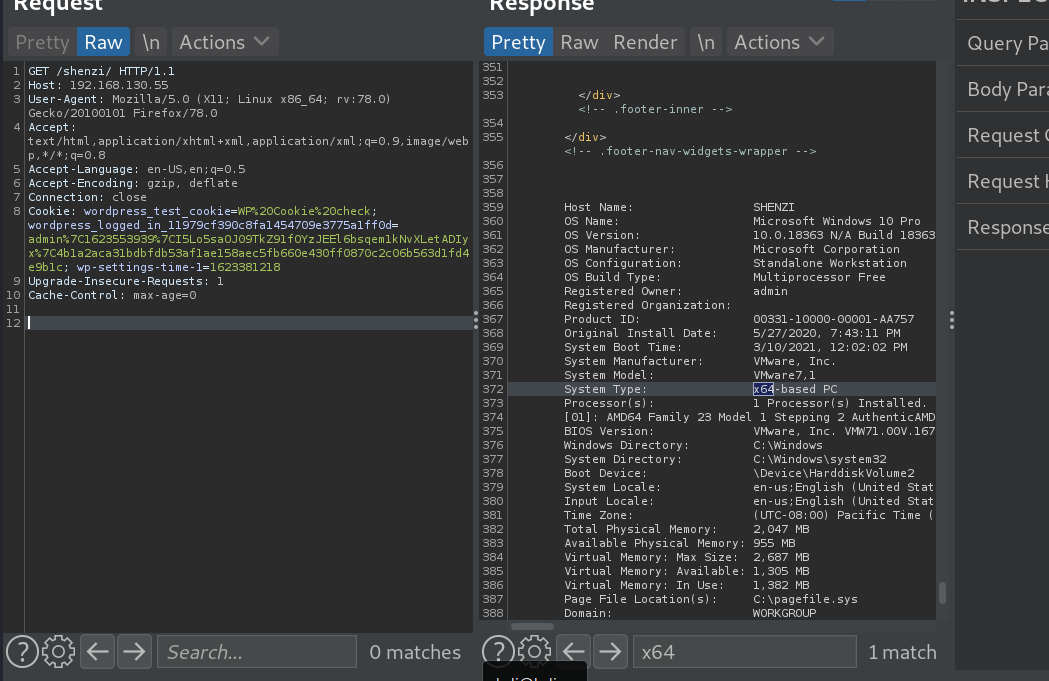 Request
Pretty Raw \n Actions
1 GET /shenzi/ HTTP/1.1
2 Host: 192.168.130.55
3 User-Agent: Mozilla/5.0 (X11; Linux x86_64; rv:78.0)
Gecko/20100101 Firefox/78.0
4 Accept:
text/html,application/xhtml+xml,application/xml;q=0.9,image/web
p,*/*;q=0.8
5 Accept-Language: en-US,en;q=0.5
6 Accept-Encoding: gzip, deflate
7 Connection: close
8 Cookie: wordpress_test_cookie=WP%20Cookie%20check;
wordpress_logged_in_11979cf390c8fa1454709e3775a1ff0d=
admin%7C1623553939%7CI5Lo5saOJO9TkZ91fOYzJEEl6bsqem1kNvXLetADIy
x%7C4b1a2aca31bdbfdb53af1ae158aec5fb660e430ff0870c2c06b563d1fd4
e9b1c; wp-settings-time-1=1623381218
9 Upgrade-Insecure-Requests: 1
10 Cache-Control: max-age=0
11
12
Search...
0 matches
Response
Pretty Raw Render \n Actions
351
352
353 </div>
<!-- .footer-inner -->
354
355 </div>
<!-- .footer-nav-widgets-wrapper -->
356
357
358
359 Host Name: SHENZI
360 OS Name: Microsoft Windows 10 Pro
361 OS Version: 10.0.18363 N/A Build 18363
362 OS Manufacturer: Microsoft Corporation
363 OS Configuration: Standalone Workstation
364 OS Build Type: Multiprocessor Free
365 Registered Owner: admin
366 Registered Organization:
367 Product ID: 00331-10000-00001-AA757
368 Original Install Date: 5/27/2020, 7:43:11 PM
369 System Boot Time: 3/10/2021, 12:02:02 PM
370 System Manufacturer: VMware, Inc.
371 System Model: VMware7,1
372 System Type: x64-based PC
373 Processor(s): 1 Processor(s) Installed.
374 [01]: AMD64 Family 23 Model 1 Stepping 2 AuthenticAMD
375 BIOS Version: VMware, Inc. VMW71.00V.167
376 Windows Directory: C:\Windows
377 System Directory: C:\Windows\system32
378 Boot Device: \Device\HarddiskVolume2
379 System Locale: en-us;English (United Stat
380 Input Locale: en-us;English (United Stat
381 Time Zone: (UTC-08:00) Pacific Time (
382 Total Physical Memory: 2,047 MB
383 Available Physical Memory: 955 MB
384 Virtual Memory: Max Size: 2,687 MB
385 Virtual Memory: Available: 1,305 MB
386 Virtual Memory: In Use: 1,382 MB
387 Page File Location(s): C:\pagefile.sys
388 Domain: WORKGROUP
x64
1 match
Query Pa
Body Para
Request C
Request H
Response